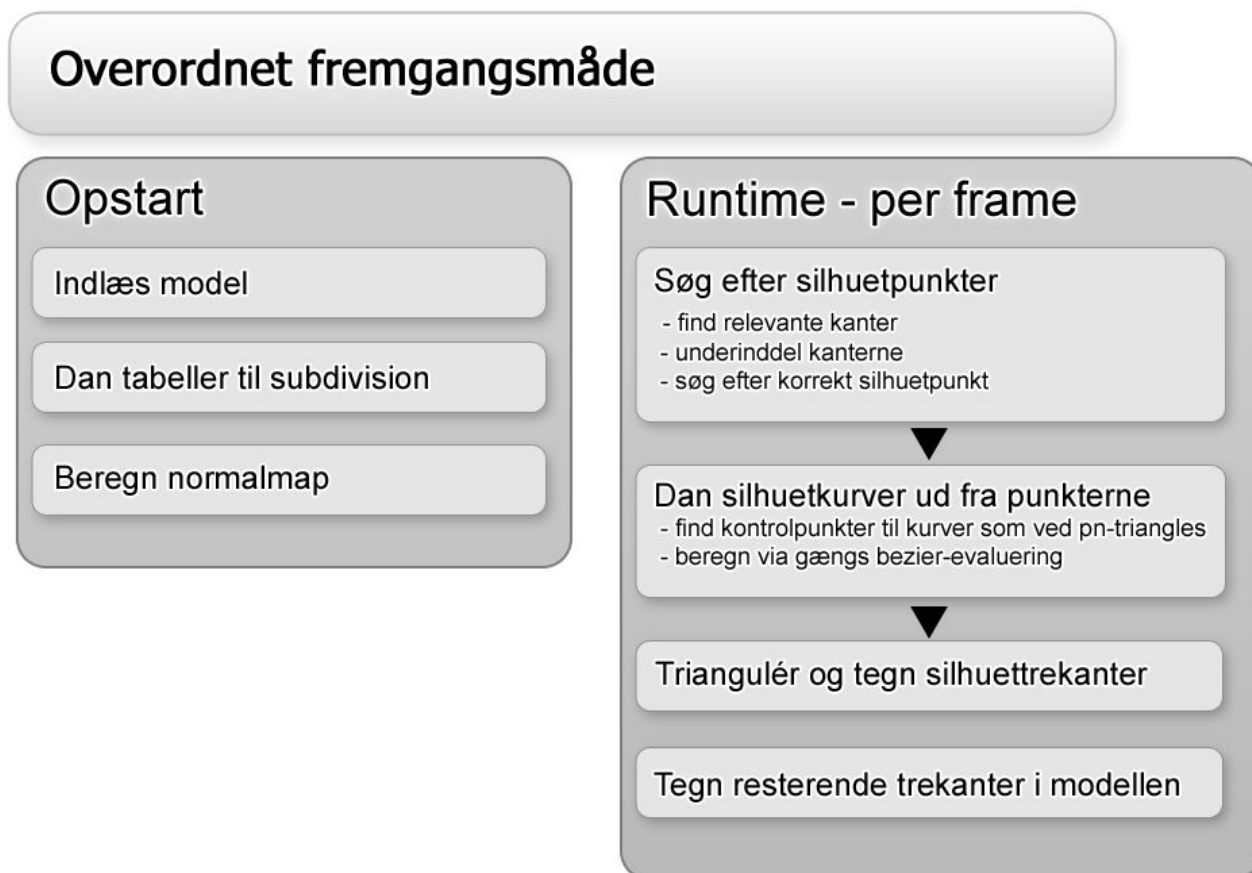 Overordnet fremgangsmåde
Opstart
Indlæs model
Dan tabeller til subdivision
Beregn normalmap
Runtime - per frame
Søg efter silhuetpunkter
- find relevante kanter
- underinddel kanterne
- søg efter korrekt silhuetpunkt
Dan silhuetkurver ud fra punkterne
- find kontrolpunkter til kurver som ved pn-triangles
- beregn via gængs bezier-evaluering
Triangulér og tegn silhuettrekanter
Tegn resterende trekanter i modellen